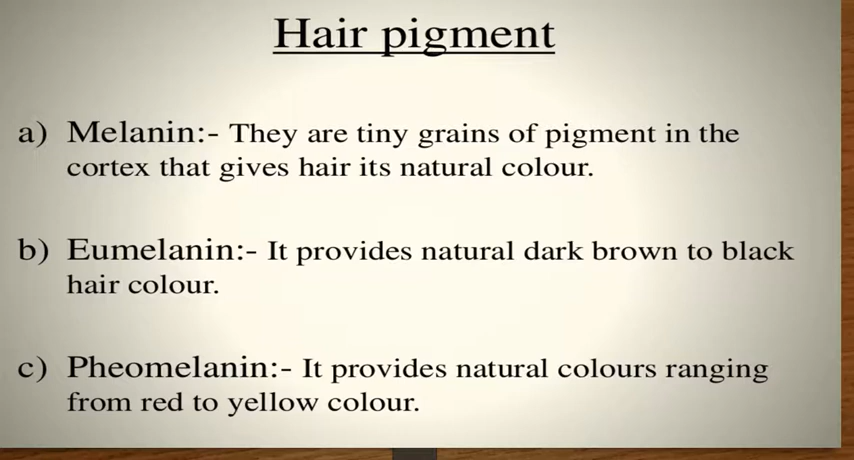 Hair pigment
a) Melanin:- They are tiny grains of pigment in the
cortex that gives hair its natural colour.
b) Eumelanin:- It provides natural dark brown to black
hair colour.
c) Pheomelanin:- It provides natural colours ranging
from red to yellow colour.